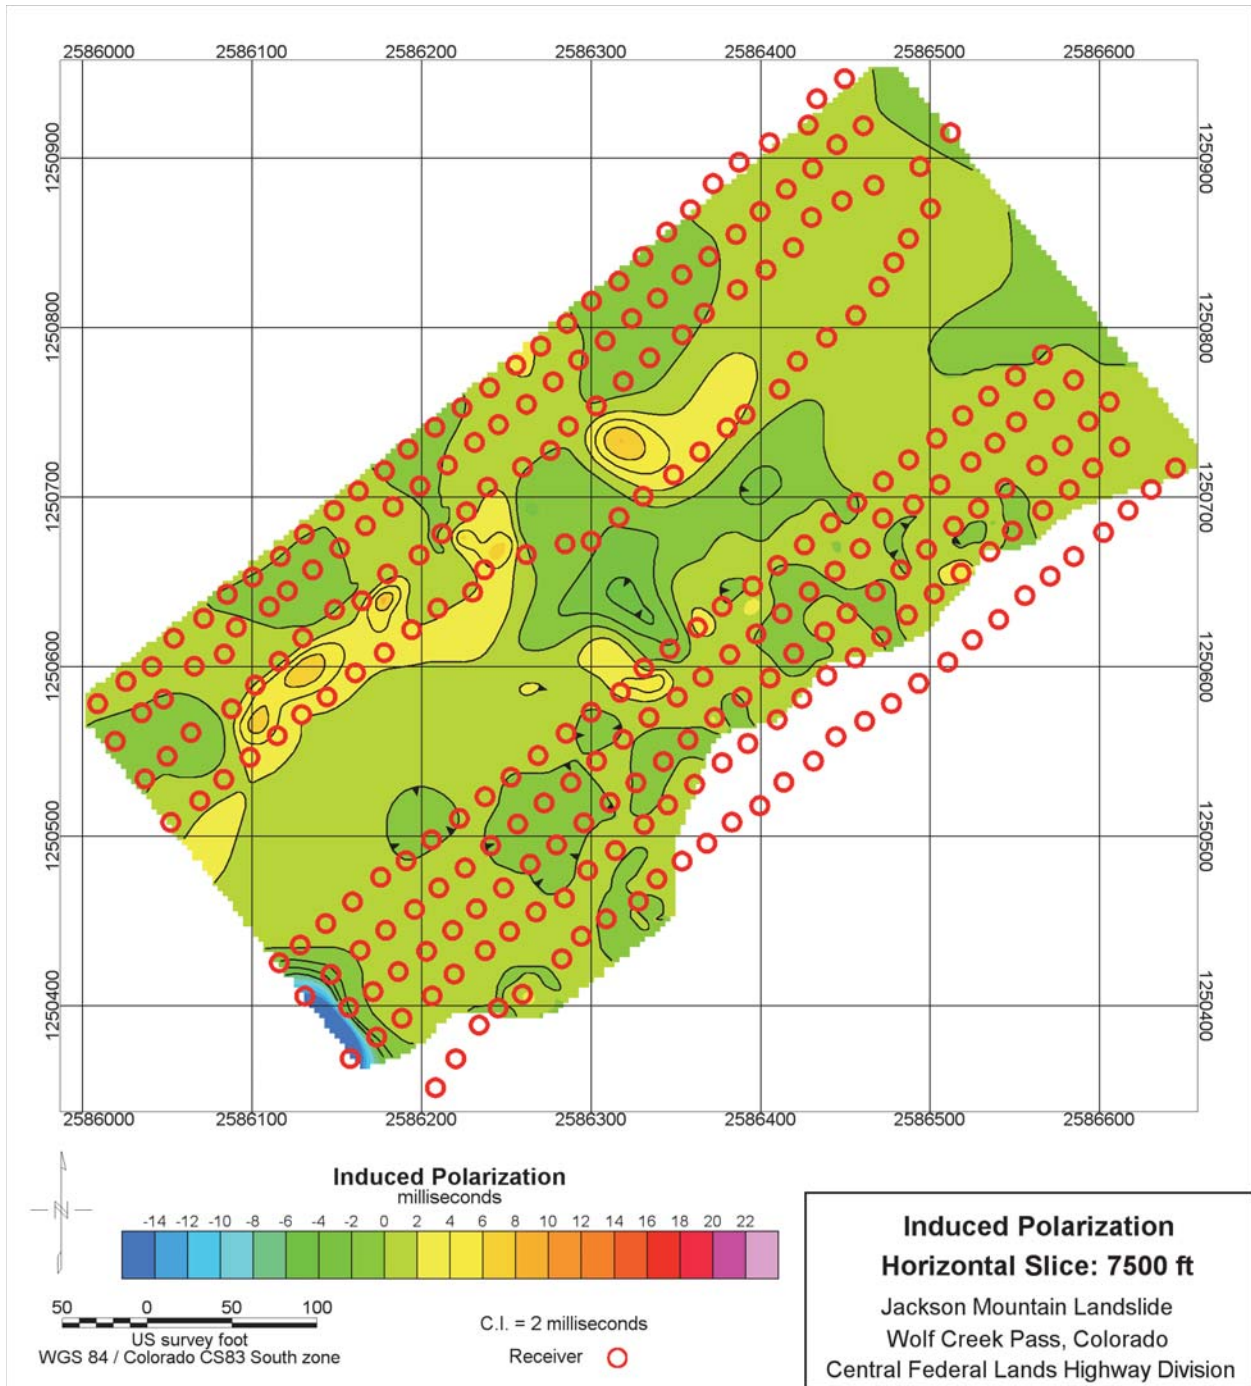 2586000 2586100 2586200 2586300 2586400 2586500 2586600
1250900 1250900
1250800 1250800
1250700 1250700
1250600 1250600
1250500 1250500
1250400 1250400
2586000 2586100 2586200 2586300 2586400 2586500 2586600
N
Induced Polarization
milliseconds
-14 -12 -10 -8 -6 -4 -2 0 2 4 6 8 10 12 14 16 18 20 22
50 0 50 100
US survey foot
WGS 84 / Colorado CS83 South zone
C.I. = 2 milliseconds
Receiver
Induced Polarization
Horizontal Slice: 7500 ft
Jackson Mountain Landslide
Wolf Creek Pass, Colorado
Central Federal Lands Highway Division